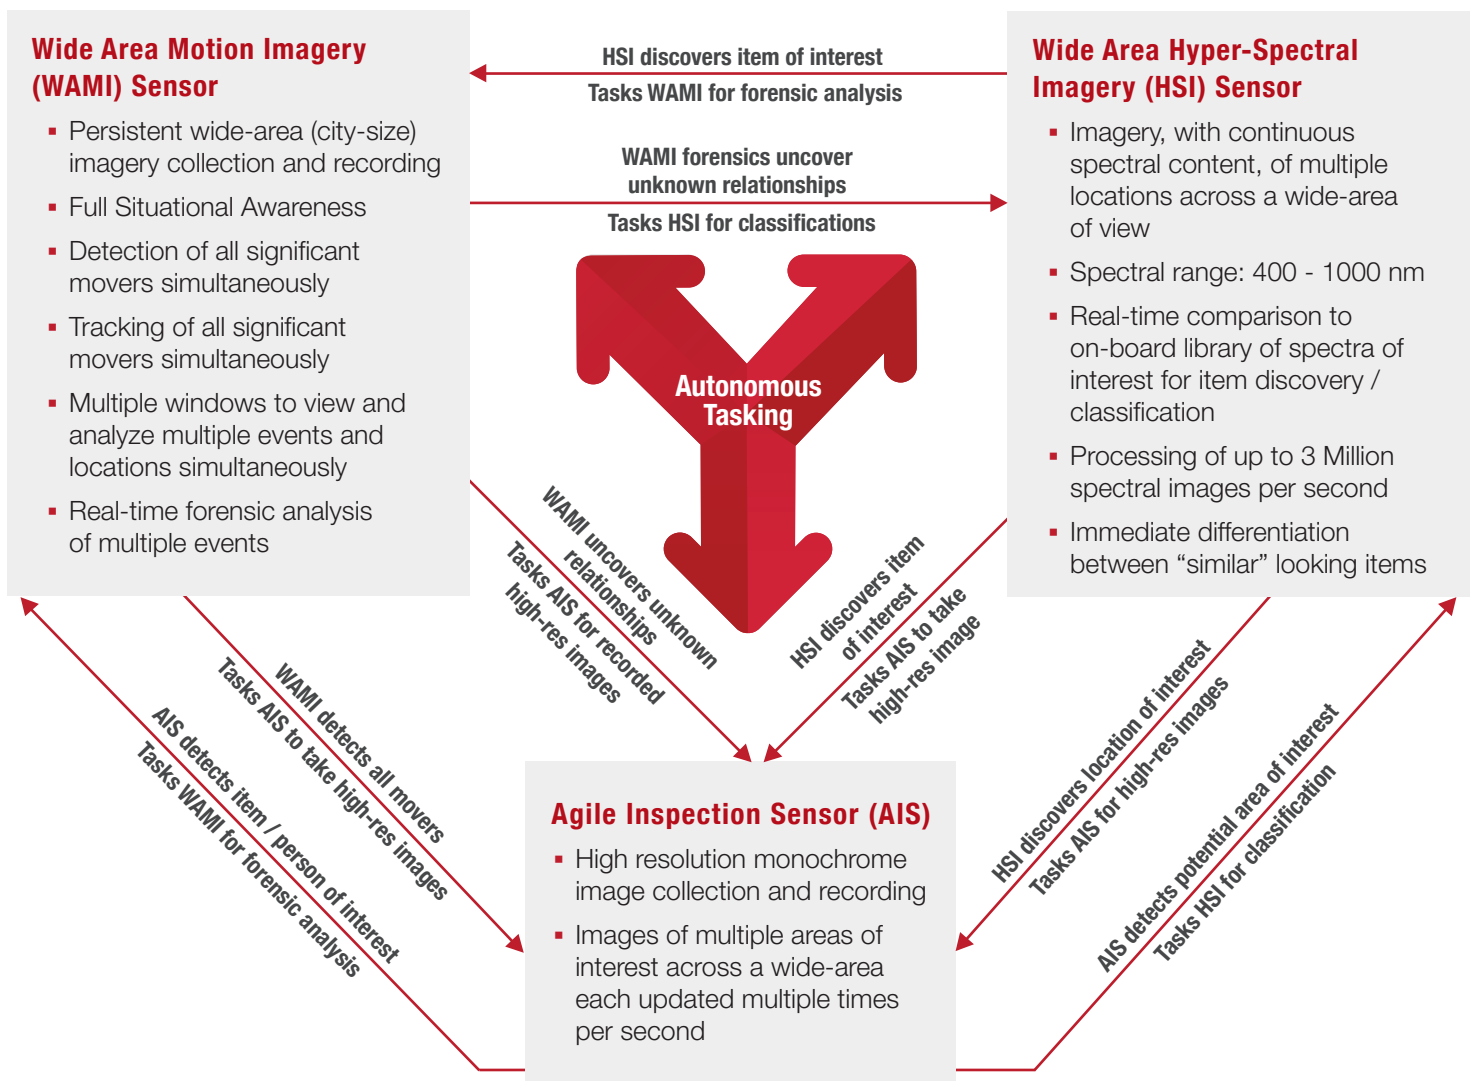 Wide Area Motion Imagery
(WAMI) Sensor
▪ Persistent wide-area (city-size)
imagery collection and recording
▪ Full Situational Awareness
▪ Detection of all significant
movers simultaneously
▪ Tracking of all significant
movers simultaneously
▪ Multiple windows to view and
analyze multiple events and
locations simultaneously
▪ Real-time forensic analysis
of multiple events
HSI discovers item of interest
Tasks WAMI for forensic analysis
WAMI forensics uncover
unknown relationships
Tasks HSI for classifications
Autonomous
Tasking
Wide Area Hyper-Spectral
Imagery (HSI) Sensor
▪ Imagery, with continuous
spectral content, of multiple
locations across a wide-area
of view
▪ Spectral range: 400 - 1000 nm
▪ Real-time comparison to
on-board library of spectra of
interest for item discovery /
classification
▪ Processing of up to 3 Million
spectral images per second
▪ Immediate differentiation
between “similar” looking items
WAMI uncovers unknown
relationships
Tasks AIS for recorded
high-res images
HSI discovers item
of interest
Tasks AIS to take
high-res image
WAMI detects all movers
Tasks AIS to take high-res images
AIS detects item / person of interest
Tasks WAMI for forensic analysis
HSI discovers location of interest
Tasks AIS for high-res images
AIS detects potential area of interest
Tasks HSI for classification
Agile Inspection Sensor (AIS)
▪ High resolution monochrome
image collection and recording
▪ Images of multiple areas of
interest across a wide-area
each updated multiple times
per second